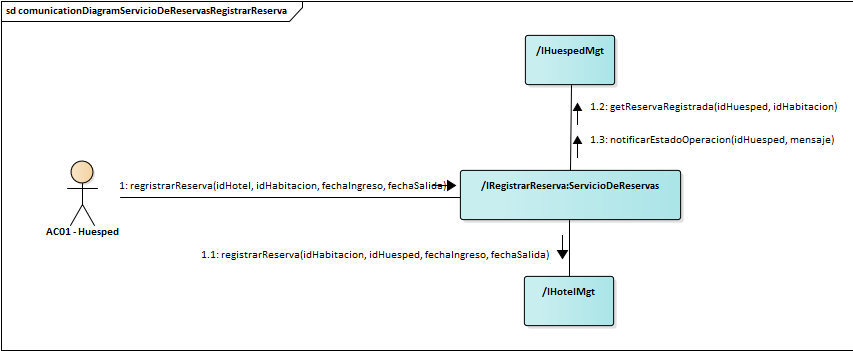 sd comunicationDiagramServicioDeReservasRegistrarReserva
/IHuespedMgt
1.2: getReservaRegistrada(idHuesped, idHabitacion)
1.3: notificarEstadoOperacion(idHuesped, mensaje)
1: regristrarReserva(idHotel, idHabitacion, fechaIngreso, fechaSalida)
/IRegistrarReserva:ServicioDeReservas
AC01 - Huesped
1.1: registrarReserva(idHabitacion, idHuesped, fechaIngreso, fechaSalida)
/IHotelMgt